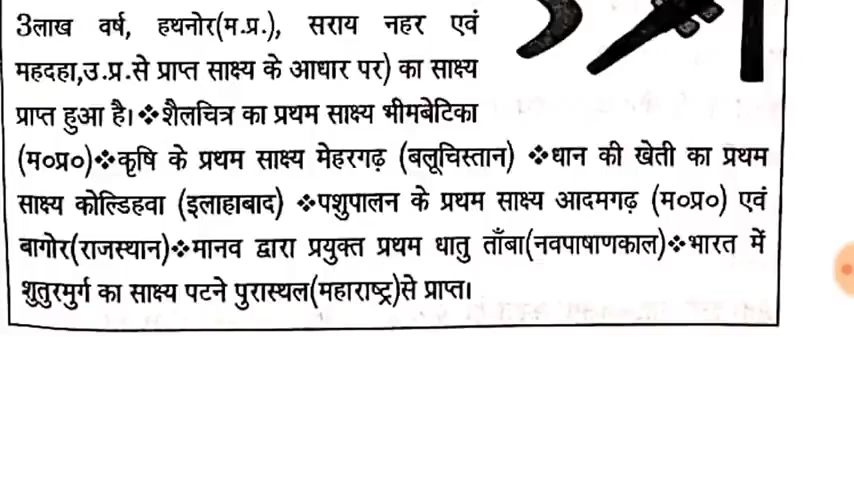 3लाख वर्ष, हथनोर(म.प्र.), सराय नहर एवं
महदहा,उ.प्र.से प्राप्त साक्ष्य के आधार पर) का साक्ष्य
प्राप्त हुआ है।❖शैलचित्र का प्रथम साक्ष्य भीमबेटिका
(म०प्र०)❖कृषि के प्रथम साक्ष्य मेहरगढ़ (बलूचिस्तान) ❖धान की खेती का प्रथम
साक्ष्य कोल्डिहवा (इलाहाबाद) ❖पशुपालन के प्रथम साक्ष्य आदमगढ़ (म०प्र०) एवं
बागोर(राजस्थान)❖मानव द्वारा प्रयुक्त प्रथम धातु ताँबा(नवपाषाणकाल)❖भारत में
शुतुरमुर्ग का साक्ष्य पटने पुरास्थल(महाराष्ट्र)से प्राप्त।